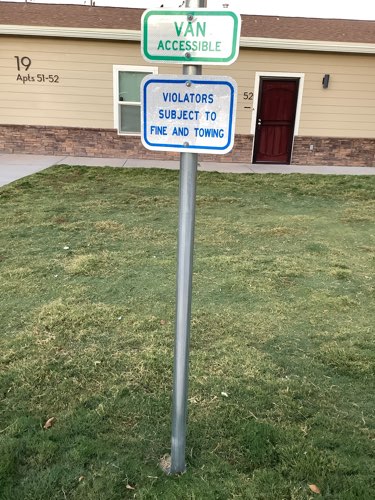 VAN
ACCESSIBLE
19
Apts 51-52
52
VIOLATORS
SUBJECT TO
FINE AND TOWING